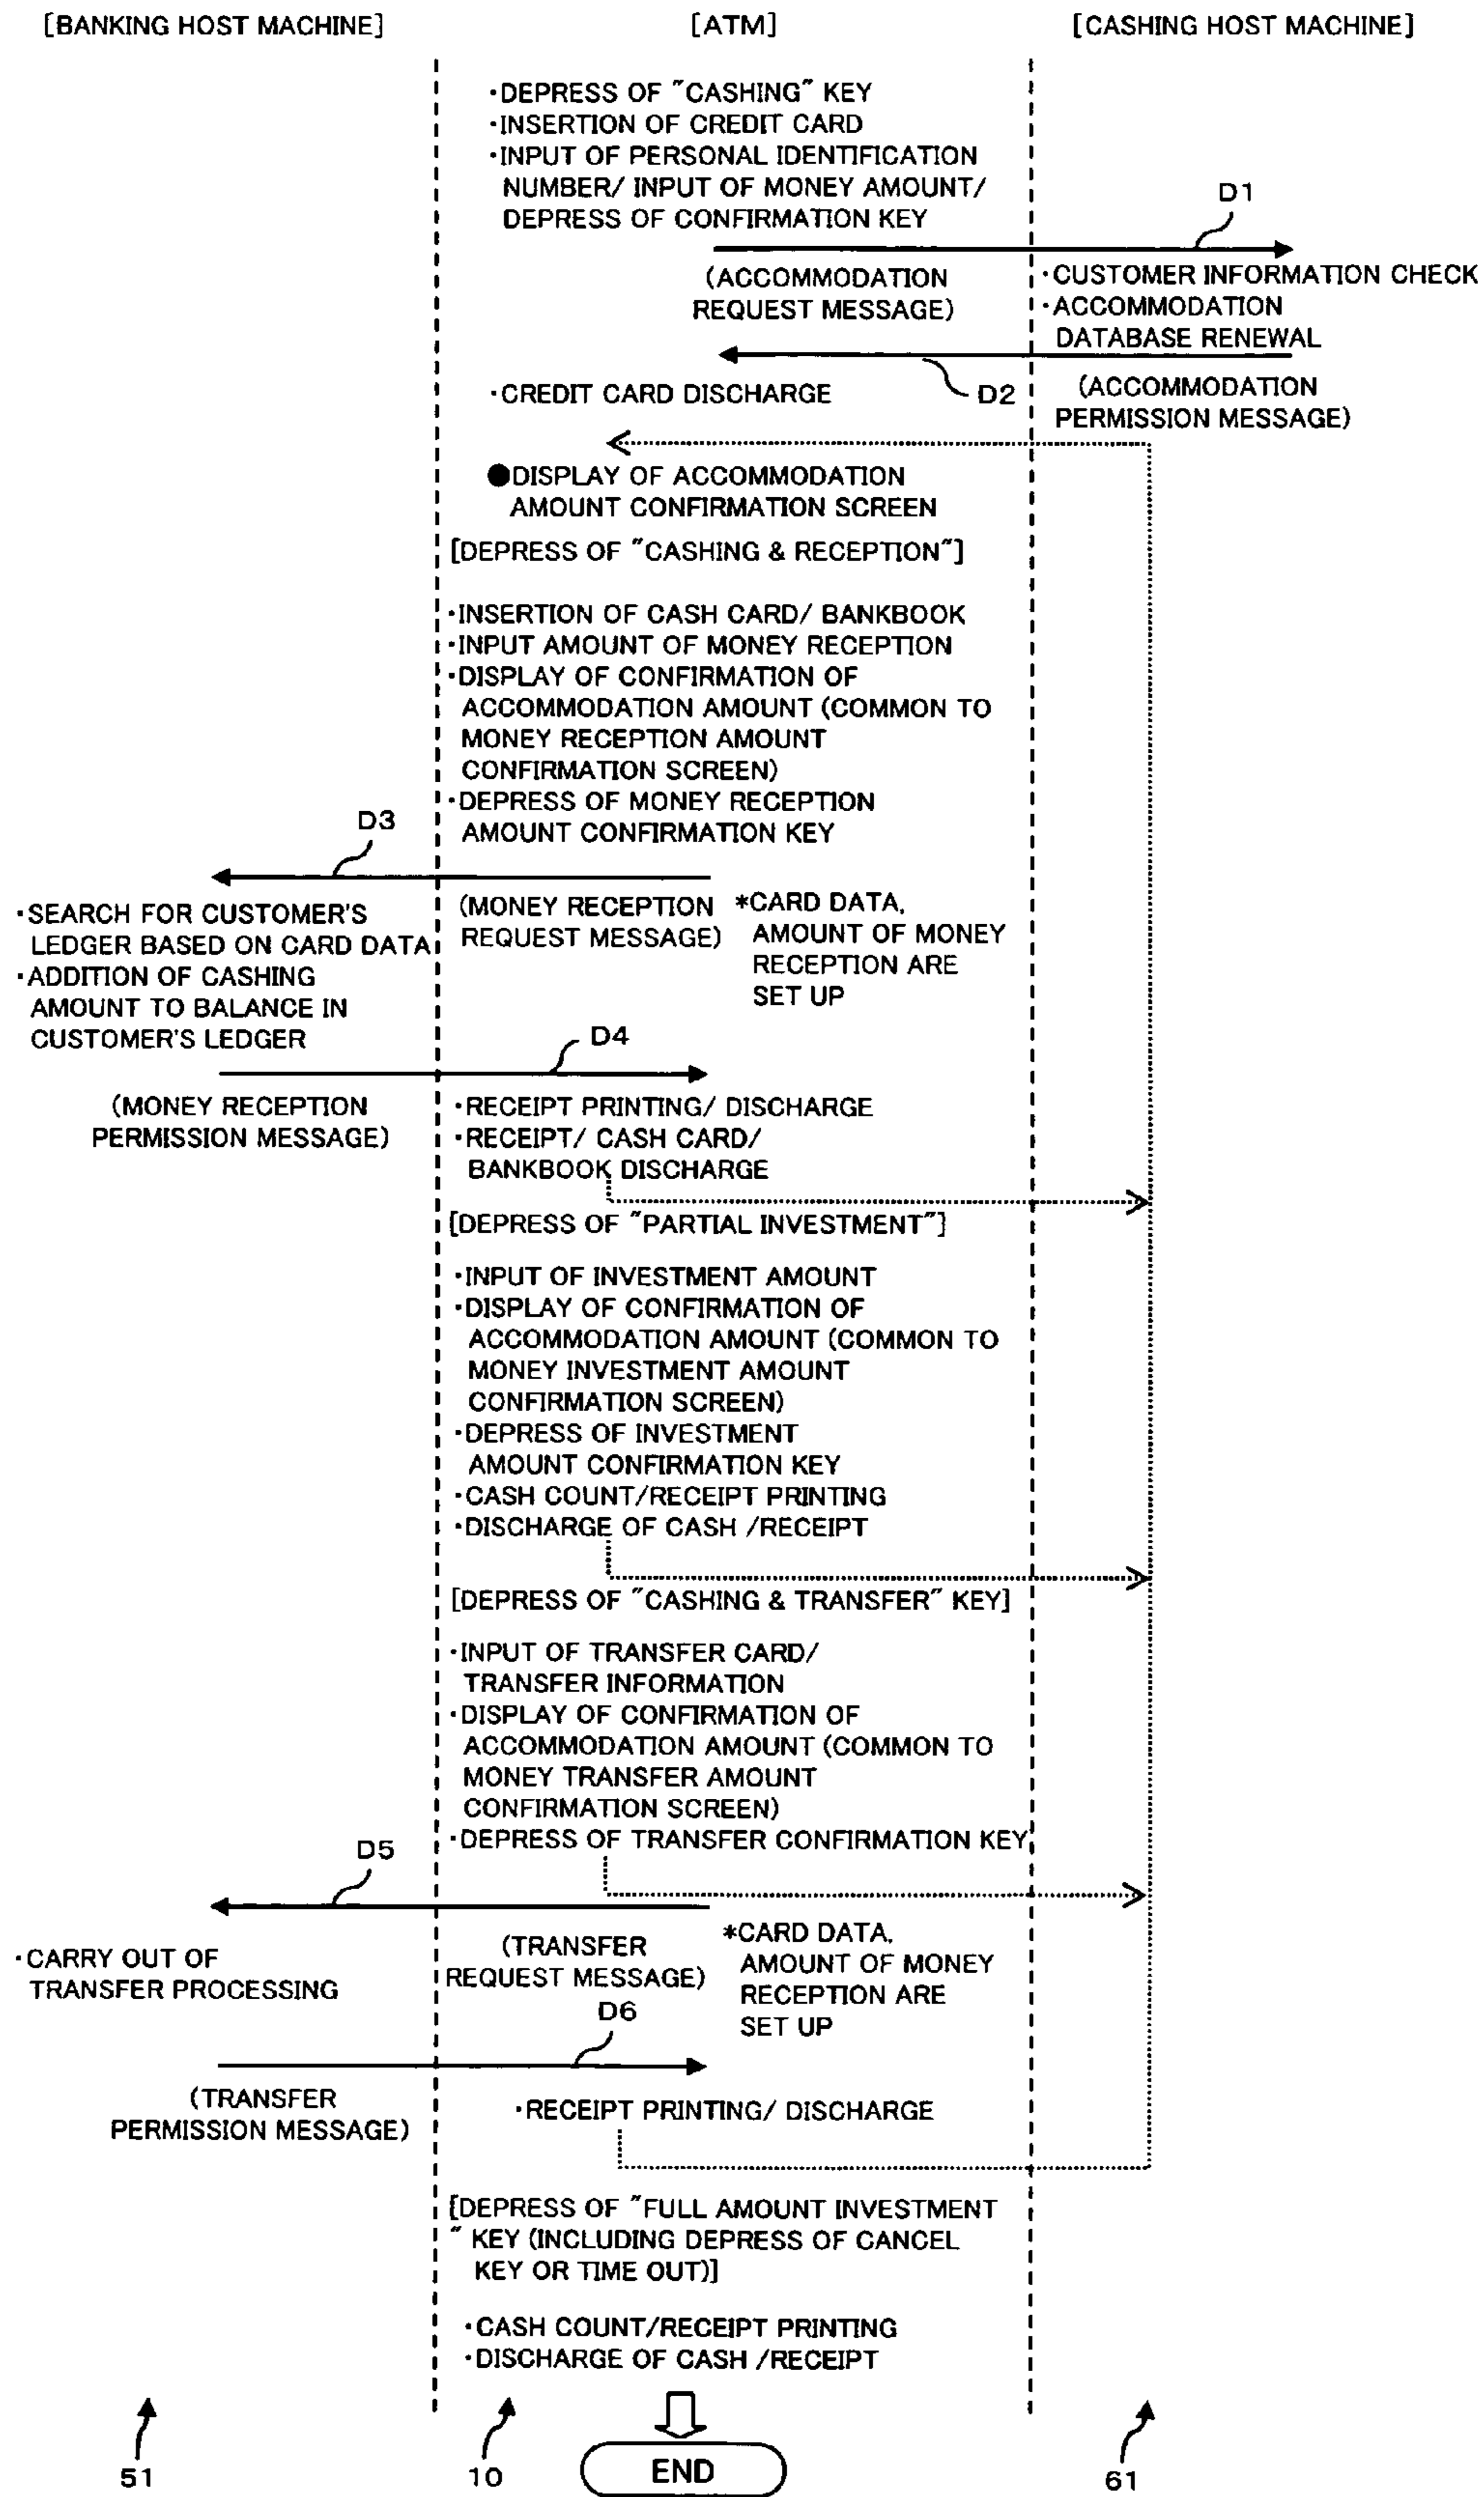 [BANKING HOST MACHINE]
[ATM]
[CASHING HOST MACHINE]
・DEPRESS OF ″CASHING″ KEY
・INSERTION OF CREDIT CARD
・INPUT OF PERSONAL IDENTIFICATION
NUMBER/ INPUT OF MONEY AMOUNT/
DEPRESS OF CONFIRMATION KEY
D1
(ACCOMMODATION
REQUEST MESSAGE)
・CUSTOMER INFORMATION CHECK
・ACCOMMODATION
DATABASE RENEWAL
・CREDIT CARD DISCHARGE
D2
(ACCOMMODATION
PERMISSION MESSAGE)
●DISPLAY OF ACCOMMODATION
AMOUNT CONFIRMATION SCREEN
[DEPRESS OF ″CASHING & RECEPTION″]
・INSERTION OF CASH CARD/ BANKBOOK
・INPUT AMOUNT OF MONEY RECEPTION
・DISPLAY OF CONFIRMATION OF
ACCOMMODATION AMOUNT (COMMON TO
MONEY RECEPTION AMOUNT
CONFIRMATION SCREEN)
・DEPRESS OF MONEY RECEPTION
AMOUNT CONFIRMATION KEY
D3
・SEARCH FOR CUSTOMER'S
LEDGER BASED ON CARD DATA
・ADDITION OF CASHING
AMOUNT TO BALANCE IN
CUSTOMER'S LEDGER
(MONEY RECEPTION
REQUEST MESSAGE)
*CARD DATA,
AMOUNT OF MONEY
RECEPTION ARE
SET UP
D4
(MONEY RECEPTION
PERMISSION MESSAGE)
・RECEIPT PRINTING/ DISCHARGE
・RECEIPT/ CASH CARD/
BANKBOOK DISCHARGE
[DEPRESS OF ″PARTIAL INVESTMENT″]
・INPUT OF INVESTMENT AMOUNT
・DISPLAY OF CONFIRMATION OF
ACCOMMODATION AMOUNT (COMMON TO
MONEY INVESTMENT AMOUNT
CONFIRMATION SCREEN)
・DEPRESS OF INVESTMENT
AMOUNT CONFIRMATION KEY
・CASH COUNT/RECEIPT PRINTING
・DISCHARGE OF CASH /RECEIPT
[DEPRESS OF ″CASHING & TRANSFER″ KEY]
・INPUT OF TRANSFER CARD/
TRANSFER INFORMATION
・DISPLAY OF CONFIRMATION OF
ACCOMMODATION AMOUNT (COMMON TO
MONEY TRANSFER AMOUNT
CONFIRMATION SCREEN)
・DEPRESS OF TRANSFER CONFIRMATION KEY
D5
・CARRY OUT OF
TRANSFER PROCESSING
(TRANSFER
REQUEST MESSAGE)
*CARD DATA,
AMOUNT OF MONEY
RECEPTION ARE
SET UP
D6
(TRANSFER
PERMISSION MESSAGE)
・RECEIPT PRINTING/ DISCHARGE
[DEPRESS OF ″FULL AMOUNT INVESTMENT
″ KEY (INCLUDING DEPRESS OF CANCEL
KEY OR TIME OUT)]
・CASH COUNT/RECEIPT PRINTING
・DISCHARGE OF CASH /RECEIPT
51
10
END
61